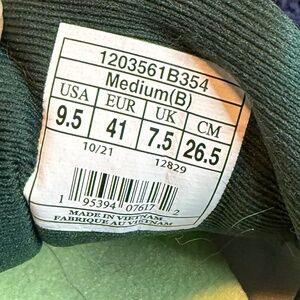 1203561B354
Medium(B)
USA EUR UK CM
9.5 41 7.5 26.5
10/21 12829
1 95394 07617 2
MADE IN VIETNAM
FABRIQUE AU VIETNAM